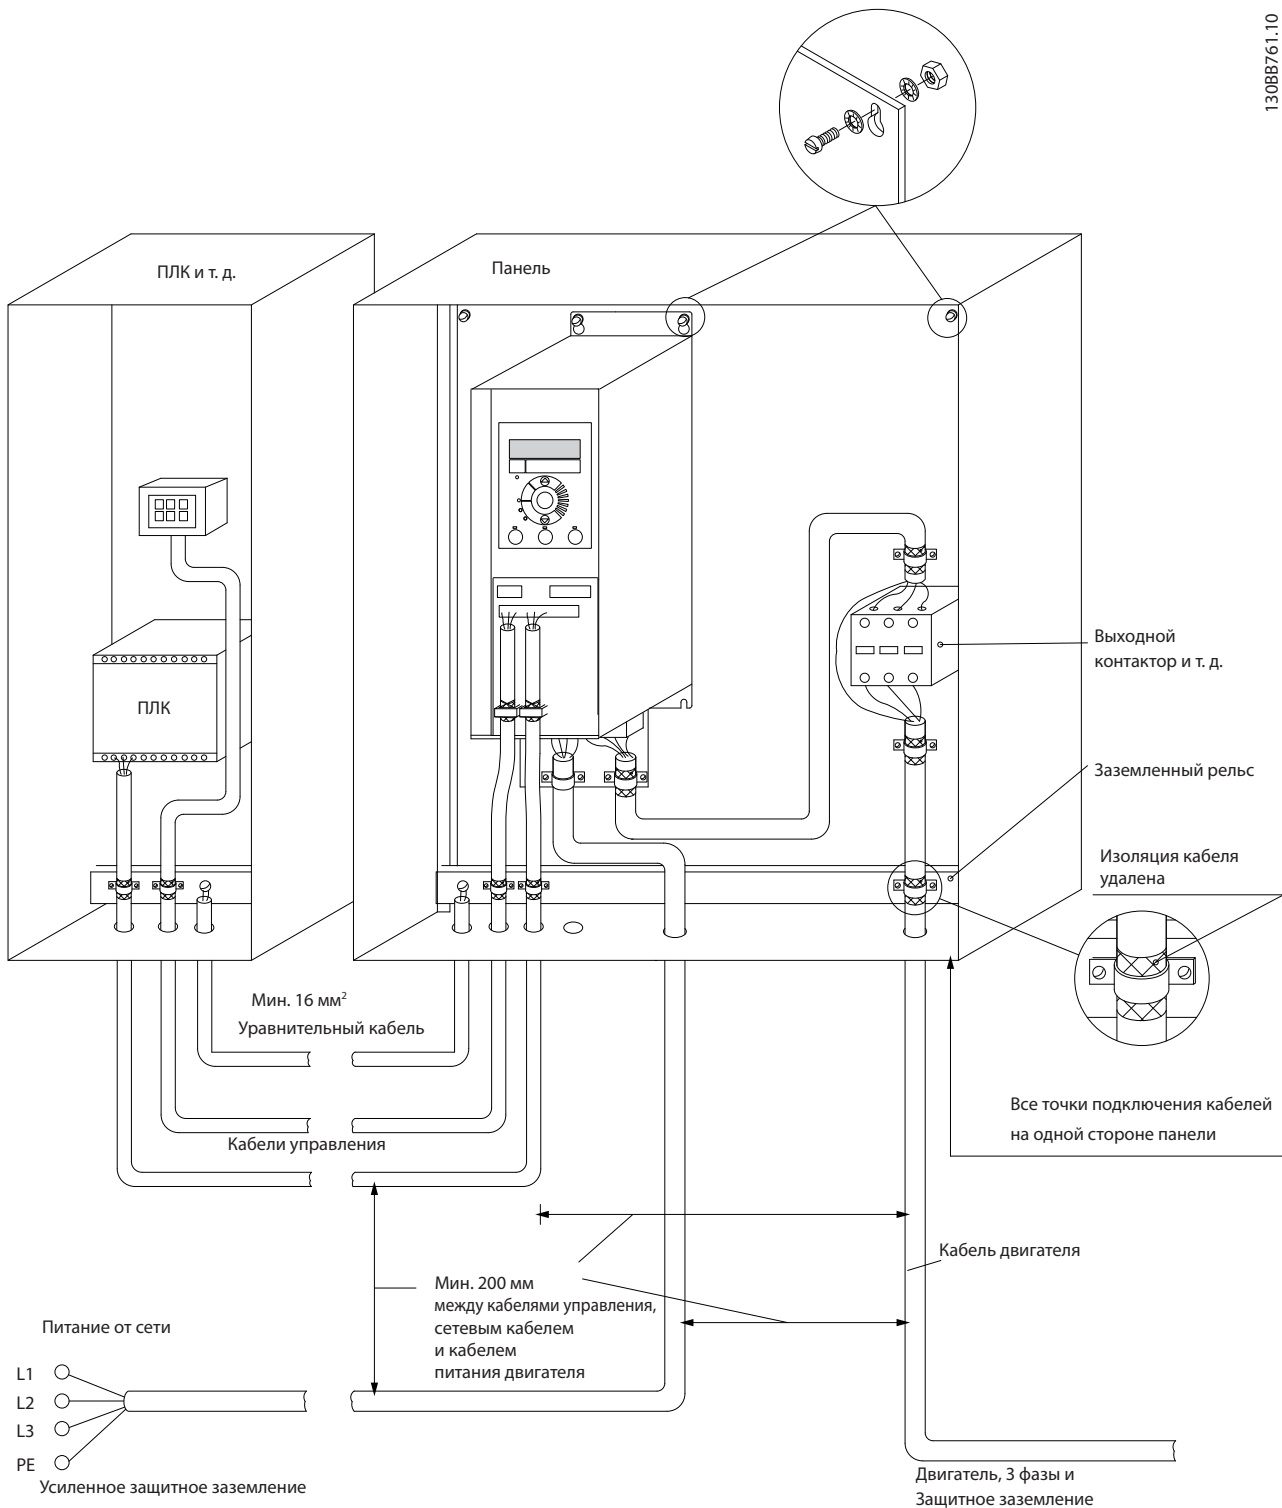 130BB761.10
ПЛК и т. д.
Панель
ПЛК
Выходной
контактор и т. д.
Заземленный рельс
Изоляция кабеля
удалена
Мин. 16 мм²
Уравнительный кабель
Все точки подключения кабелей
на одной стороне панели
Кабели управления
Кабель двигателя
Мин. 200 мм
между кабелями управления,
сетевым кабелем
и кабелем
питания двигателя
Питание от сети
L1
L2
L3
PE
Усиленное защитное заземление
Двигатель, 3 фазы и
Защитное заземление